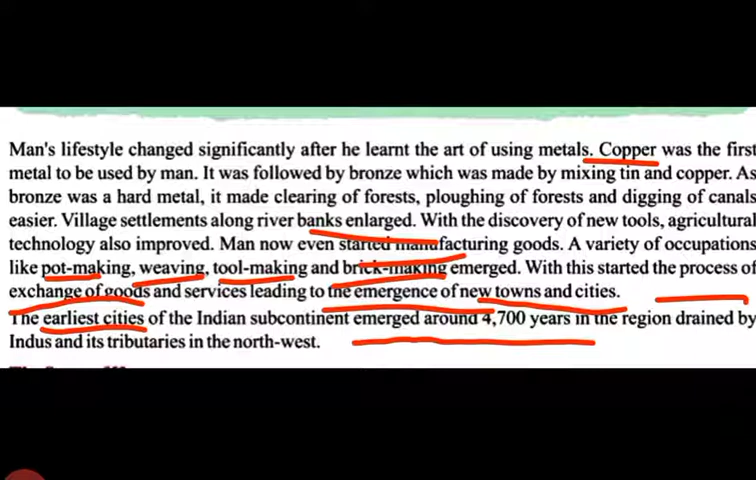 Man's lifestyle changed significantly after he learnt the art of using metals. Copper was the first
metal to be used by man. It was followed by bronze which was made by mixing tin and copper. As
bronze was a hard metal, it made clearing of forests, ploughing of forests and digging of canals
easier. Village settlements along river banks enlarged. With the discovery of new tools, agricultural
technology also improved. Man now even started manufacturing goods. A variety of occupations
like pot-making, weaving, tool-making and brick-making emerged. With this started the process of
exchange of goods and services leading to the emergence of new towns and cities.
The earliest cities of the Indian subcontinent emerged around 4,700 years in the region drained by
Indus and its tributaries in the north-west.